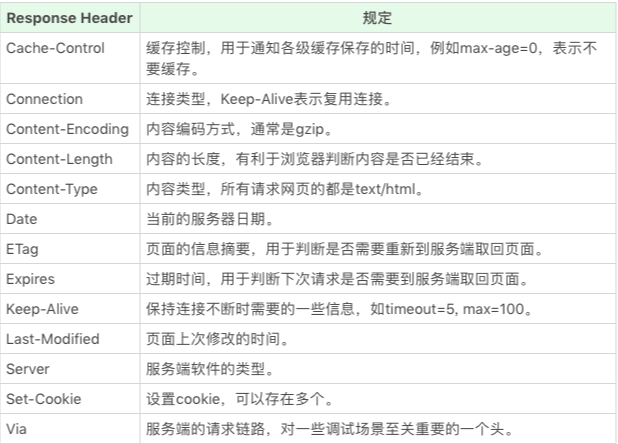 Response Header 规定
Cache-Control 缓存控制，用于通知各级缓存保存的时间，例如max-age=0，表示不
要缓存。
Connection 连接类型，Keep-Alive表示复用连接。
Content-Encoding 内容编码方式，通常是gzip。
Content-Length 内容的长度，有利于浏览器判断内容是否已经结束。
Content-Type 内容类型，所有请求网页的都是text/html。
Date 当前的服务器日期。
ETag 页面的信息摘要，用于判断是否需要重新到服务端取回页面。
Expires 过期时间，用于判断下次请求是否需要到服务端取回页面。
Keep-Alive 保持连接不断时需要的一些信息，如timeout=5, max=100。
Last-Modified 页面上次修改的时间。
Server 服务端软件的类型。
Set-Cookie 设置cookie，可以存在多个。
Via 服务端的请求链路，对一些调试场景至关重要的一个头。